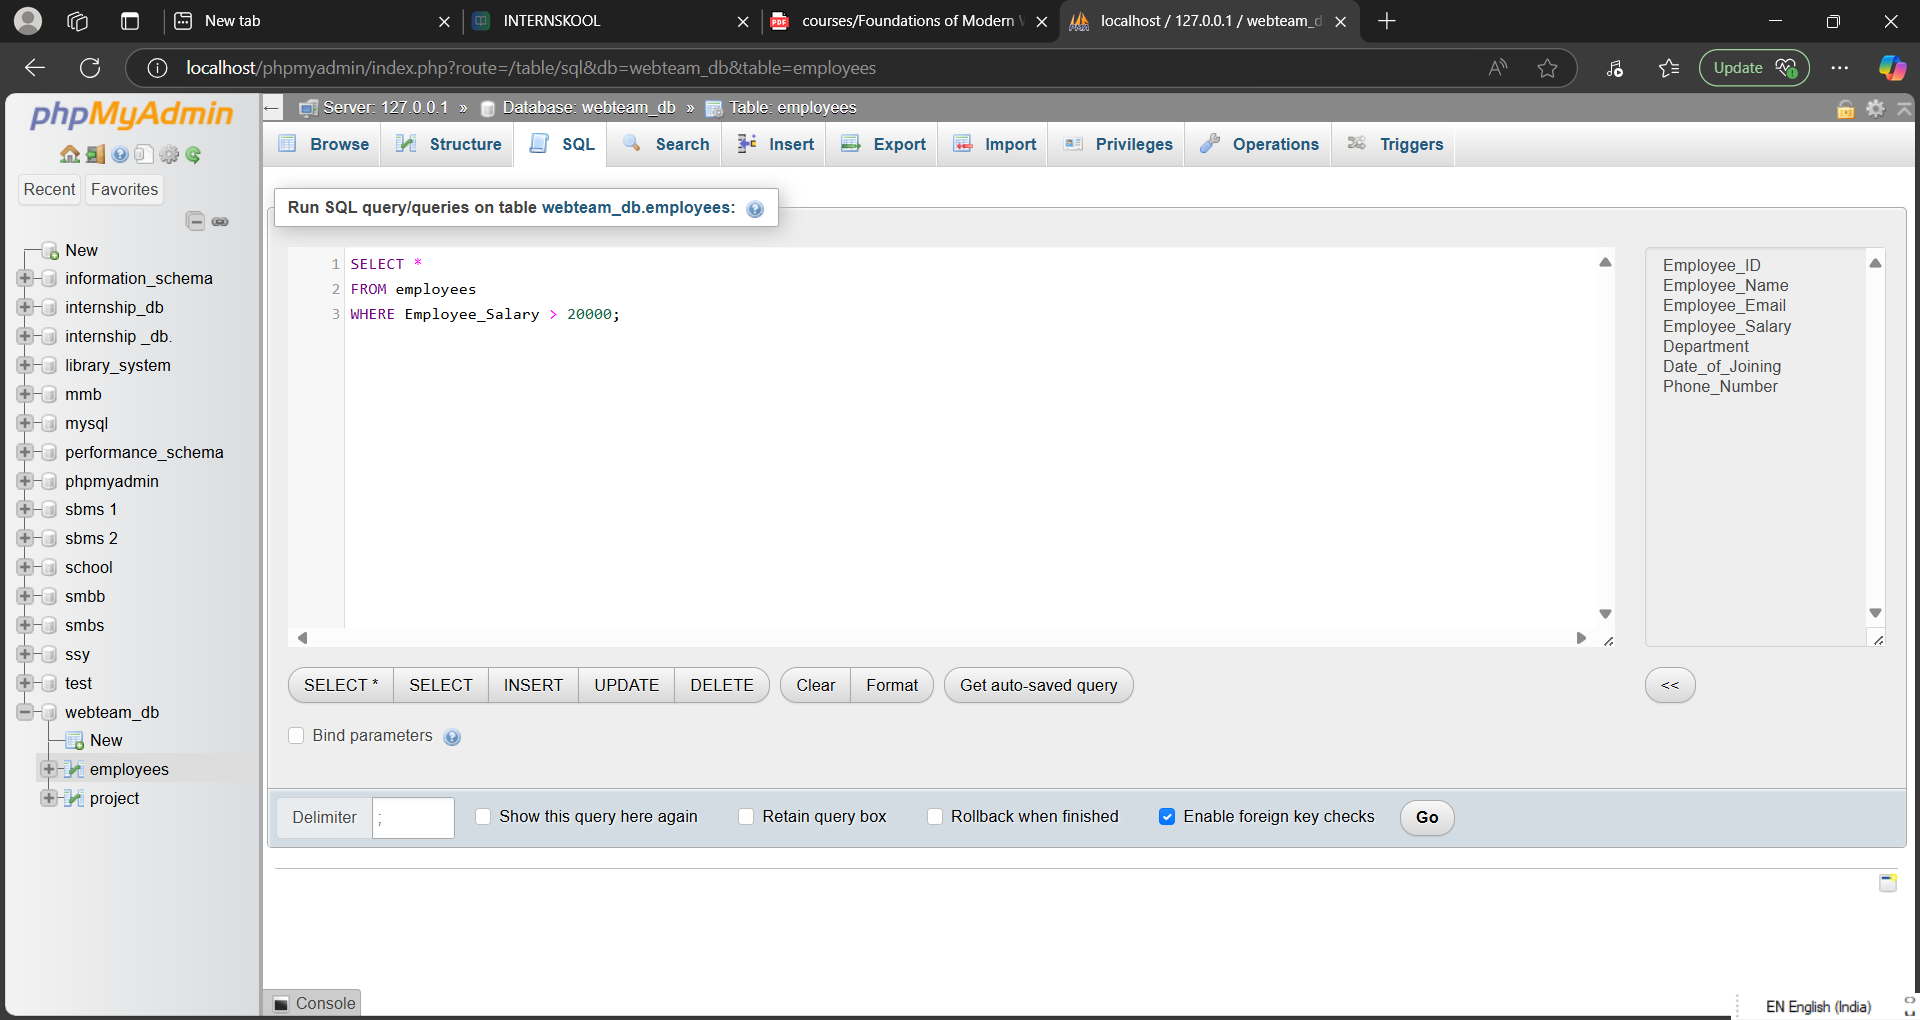 New tab
INTERNSKOOL
courses/Foundations of Modern
localhost / 127.0.0.1 / webteam_d
localhost/phpmyadmin/index.php?route=/table/sql&db=webteam_db&table=employees
Update
phpMyAdmin
Recent
Favorites
New
information_schema
internship_db
internship _db.
library_system
mmb
mysql
performance_schema
phpmyadmin
sbms 1
sbms 2
school
smbb
smbs
ssy
test
webteam_db
New
employees
project
Server: 127.0.0.1 » Database: webteam_db » Table: employees
Browse
Structure
SQL
Search
Insert
Export
Import
Privileges
Operations
Triggers
Run SQL query/queries on table webteam_db.employees:
1 SELECT *
2 FROM employees
3 WHERE Employee_Salary > 20000;
Employee_ID
Employee_Name
Employee_Email
Employee_Salary
Department
Date_of_Joining
Phone_Number
SELECT *
SELECT
INSERT
UPDATE
DELETE
Clear
Format
Get auto-saved query
<<
Bind parameters
Delimiter
;
Show this query here again
Retain query box
Rollback when finished
Enable foreign key checks
Go
Console
EN English (India)